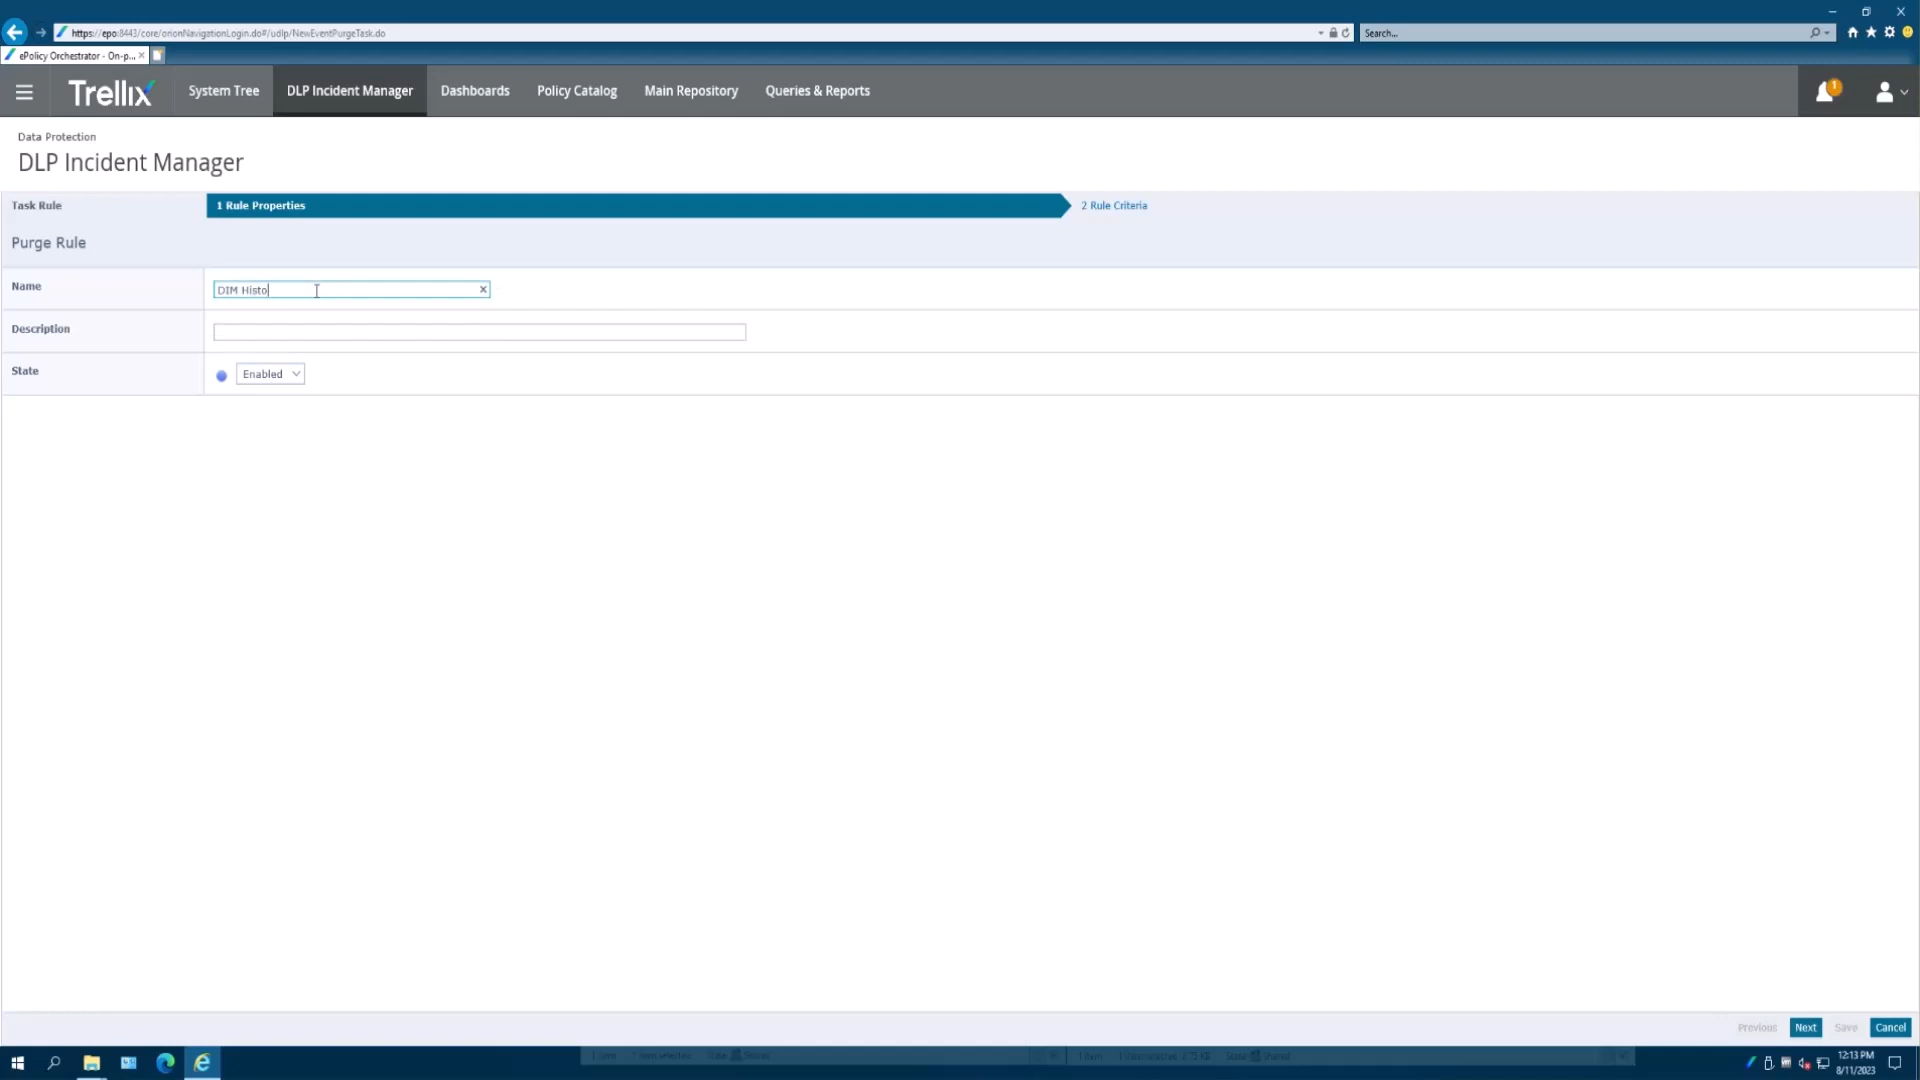 https://epo:8443/core/orionNavigationLogin.do#/udlp/NewEventPurgeTask.do
Search...
ePolicy Orchestrator - On-p...
Trellix
System Tree
DLP Incident Manager
Dashboards
Policy Catalog
Main Repository
Queries & Reports
1
Data Protection
DLP Incident Manager
Task Rule
1 Rule Properties
2 Rule Criteria
Purge Rule
Name
DIM Histo
Description
State
Enabled
Previous
Next
Save
Cancel
12:13 PM
8/11/2023